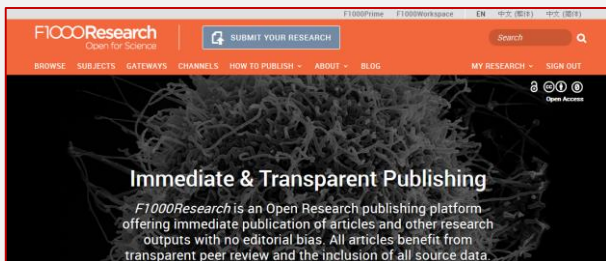 F1000Prime F1000Workspace EN 中文 (繁体) 中文 (简体)
F1000Research
Open for Science
SUBMIT YOUR RESEARCH
Search
BROWSE SUBJECTS GATEWAYS CHANNELS HOW TO PUBLISH ABOUT BLOG MY RESEARCH SIGN OUT
Open Access
Immediate & Transparent Publishing
F1000Research is an Open Research publishing platform
offering immediate publication of articles and other research
outputs with no editorial bias. All articles benefit from
transparent peer review and the inclusion of all source data.